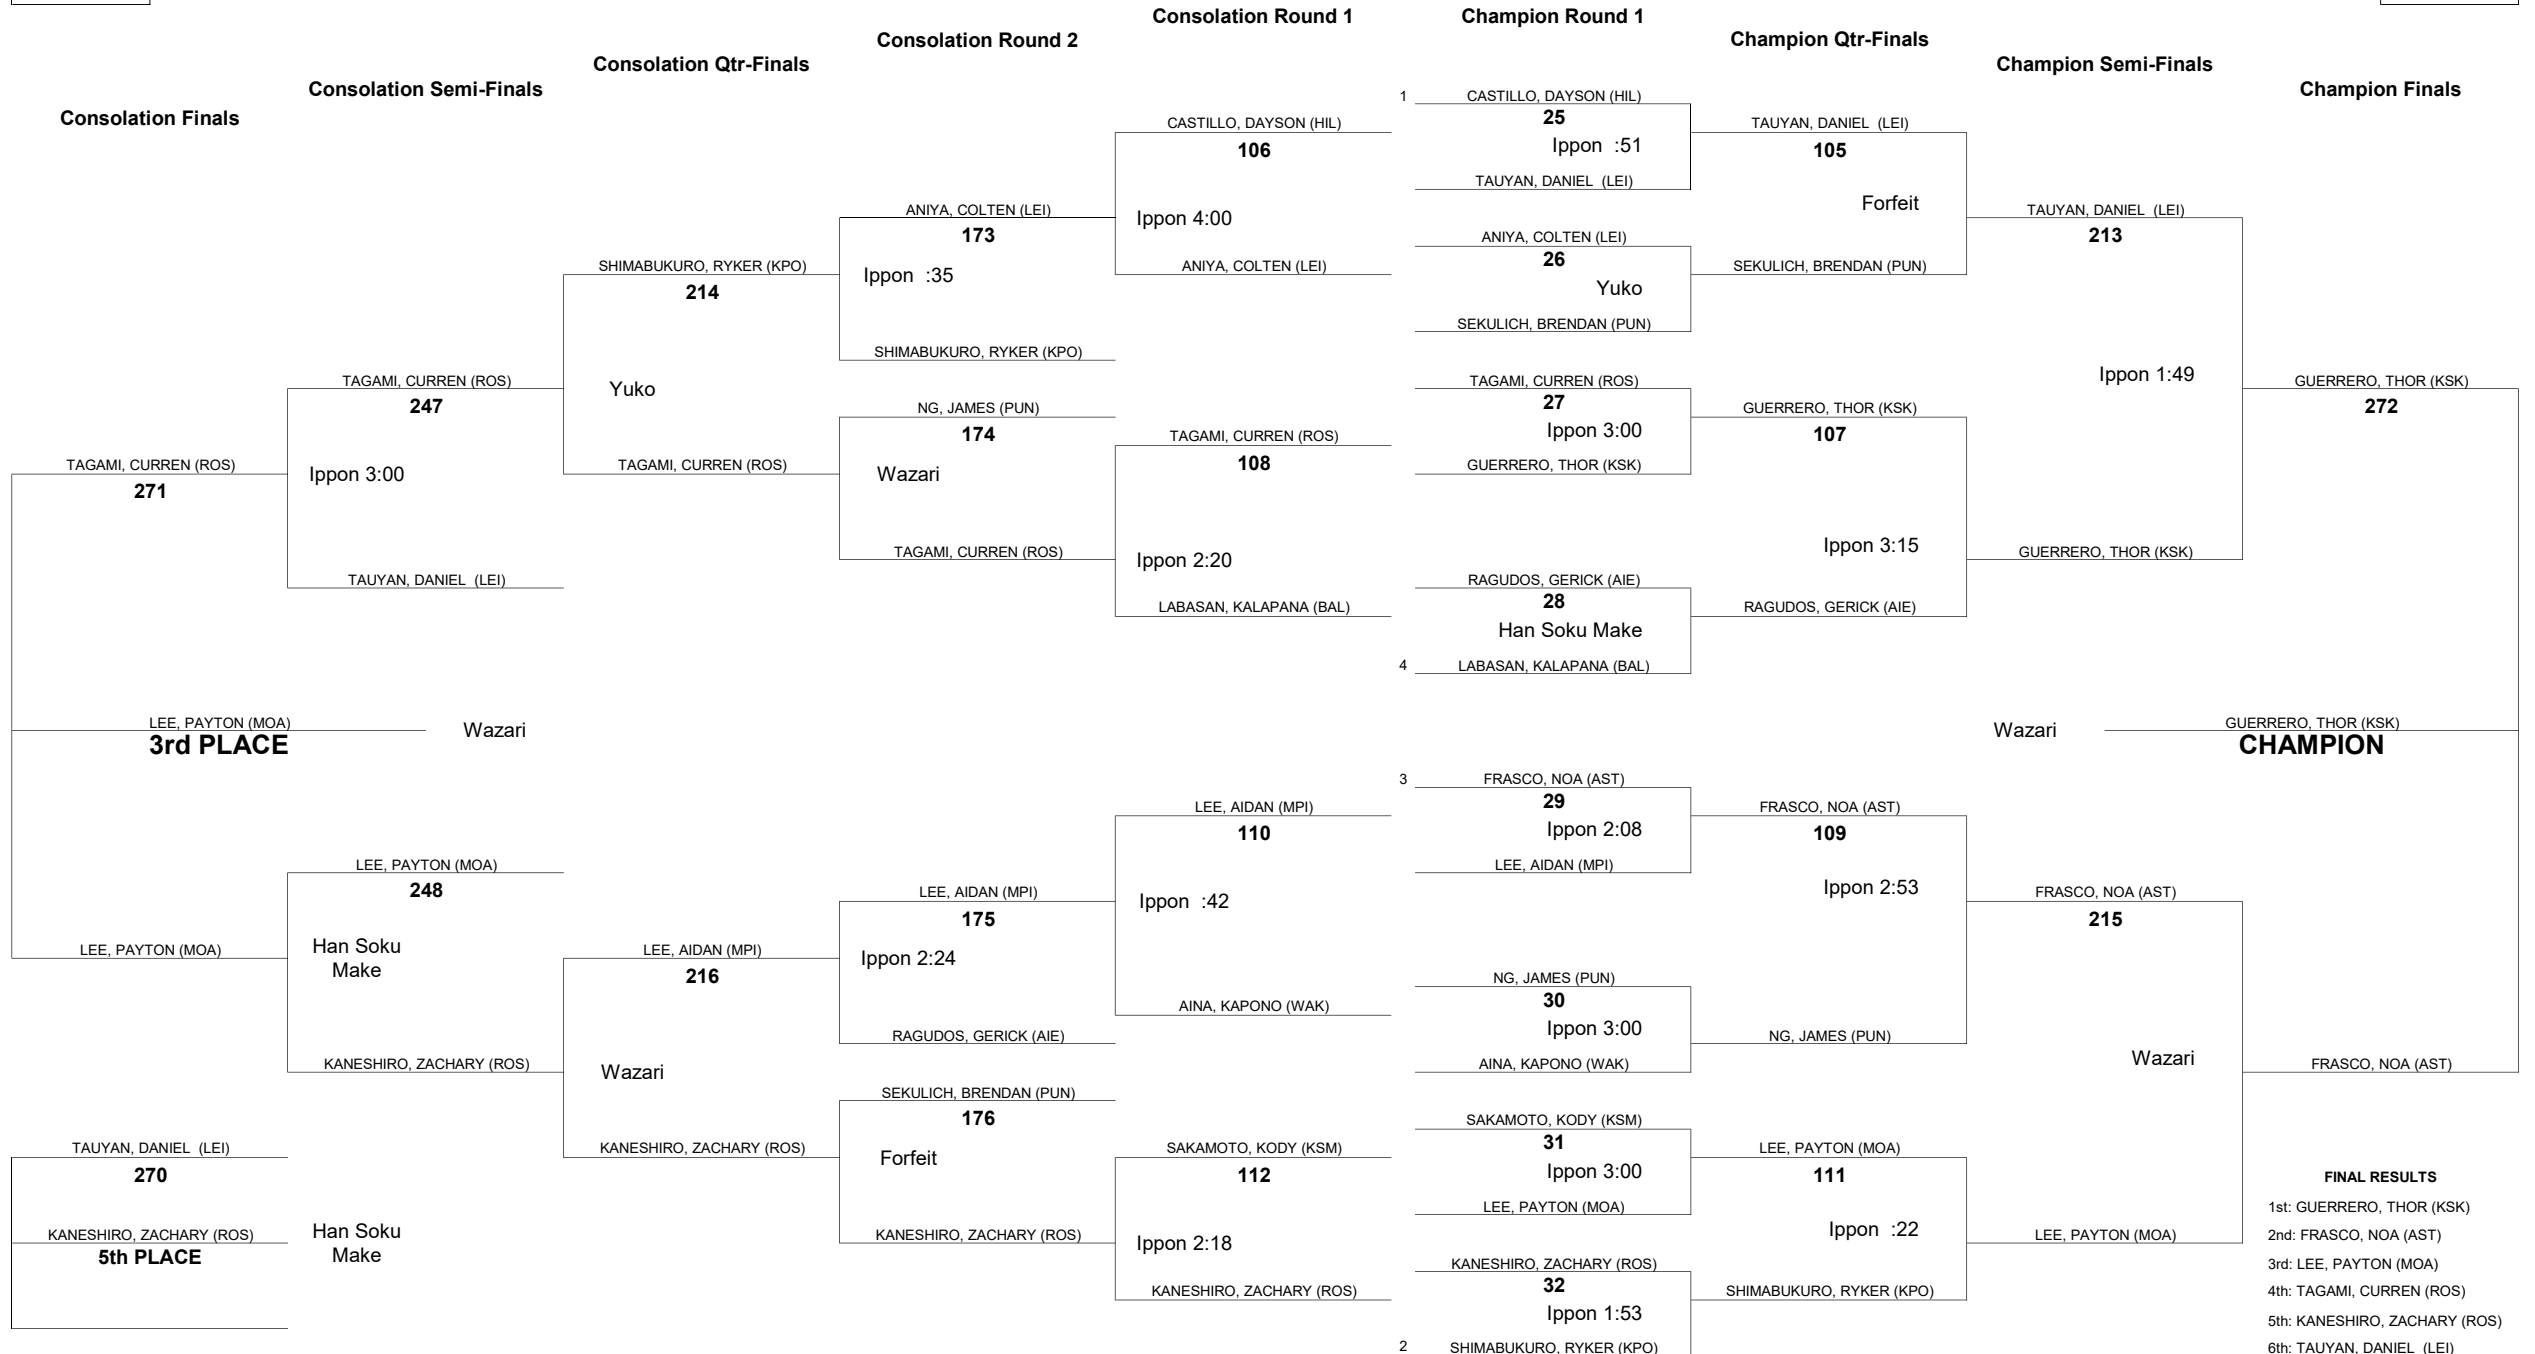 Consolation Round 1
Champion Round 1
Consolation Round 2
Champion Qtr-Finals
Consolation Qtr-Finals
Champion Semi-Finals
Consolation Semi-Finals
Champion Finals
Consolation Finals
TAGAMI, CURREN (ROS)
271
LEE, PAYTON (MOA)
3rd PLACE
Wazari
LEE, PAYTON (MOA)
TAUYAN, DANIEL (LEI)
270
KANESHIRO, ZACHARY (ROS)
5th PLACE
Han Soku
Make
TAGAMI, CURREN (ROS)
247
Ippon 3:00
TAUYAN, DANIEL (LEI)
LEE, PAYTON (MOA)
248
Han Soku
Make
KANESHIRO, ZACHARY (ROS)
SHIMABUKURO, RYKER (KPO)
214
Yuko
TAGAMI, CURREN (ROS)
LEE, AIDAN (MPI)
216
Wazari
KANESHIRO, ZACHARY (ROS)
ANIYA, COLTEN (LEI)
173
Ippon :35
SHIMABUKURO, RYKER (KPO)
NG, JAMES (PUN)
174
Wazari
TAGAMI, CURREN (ROS)
LEE, AIDAN (MPI)
175
Ippon 2:24
RAGUDOS, GERICK (AIE)
SEKULICH, BRENDAN (PUN)
176
Forfeit
KANESHIRO, ZACHARY (ROS)
CASTILLO, DAYSON (HIL)
106
Ippon 4:00
ANIYA, COLTEN (LEI)
TAGAMI, CURREN (ROS)
108
Ippon 2:20
LABASAN, KALAPANA (BAL)
LEE, AIDAN (MPI)
110
Ippon :42
AINA, KAPONO (WAK)
SAKAMOTO, KODY (KSM)
112
Ippon 2:18
KANESHIRO, ZACHARY (ROS)
1 CASTILLO, DAYSON (HIL)
25
Ippon :51
TAUYAN, DANIEL (LEI)
ANIYA, COLTEN (LEI)
26
Yuko
SEKULICH, BRENDAN (PUN)
TAGAMI, CURREN (ROS)
27
Ippon 3:00
GUERRERO, THOR (KSK)
RAGUDOS, GERICK (AIE)
28
Han Soku Make
4 LABASAN, KALAPANA (BAL)
3 FRASCO, NOA (AST)
29
Ippon 2:08
LEE, AIDAN (MPI)
NG, JAMES (PUN)
30
Ippon 3:00
AINA, KAPONO (WAK)
SAKAMOTO, KODY (KSM)
31
Ippon 3:00
LEE, PAYTON (MOA)
KANESHIRO, ZACHARY (ROS)
32
Ippon 1:53
2 SHIMABUKURO, RYKER (KPO)
TAUYAN, DANIEL (LEI)
105
Forfeit
SEKULICH, BRENDAN (PUN)
GUERRERO, THOR (KSK)
107
Ippon 3:15
RAGUDOS, GERICK (AIE)
FRASCO, NOA (AST)
109
Ippon 2:53
NG, JAMES (PUN)
LEE, PAYTON (MOA)
111
Ippon :22
SHIMABUKURO, RYKER (KPO)
TAUYAN, DANIEL (LEI)
213
Ippon 1:49
GUERRERO, THOR (KSK)
FRASCO, NOA (AST)
215
Wazari
LEE, PAYTON (MOA)
GUERRERO, THOR (KSK)
272
Wazari
GUERRERO, THOR (KSK)
CHAMPION
FRASCO, NOA (AST)
FINAL RESULTS
1st: GUERRERO, THOR (KSK)
2nd: FRASCO, NOA (AST)
3rd: LEE, PAYTON (MOA)
4th: TAGAMI, CURREN (ROS)
5th: KANESHIRO, ZACHARY (ROS)
6th: TAUYAN, DANIEL (LEI)